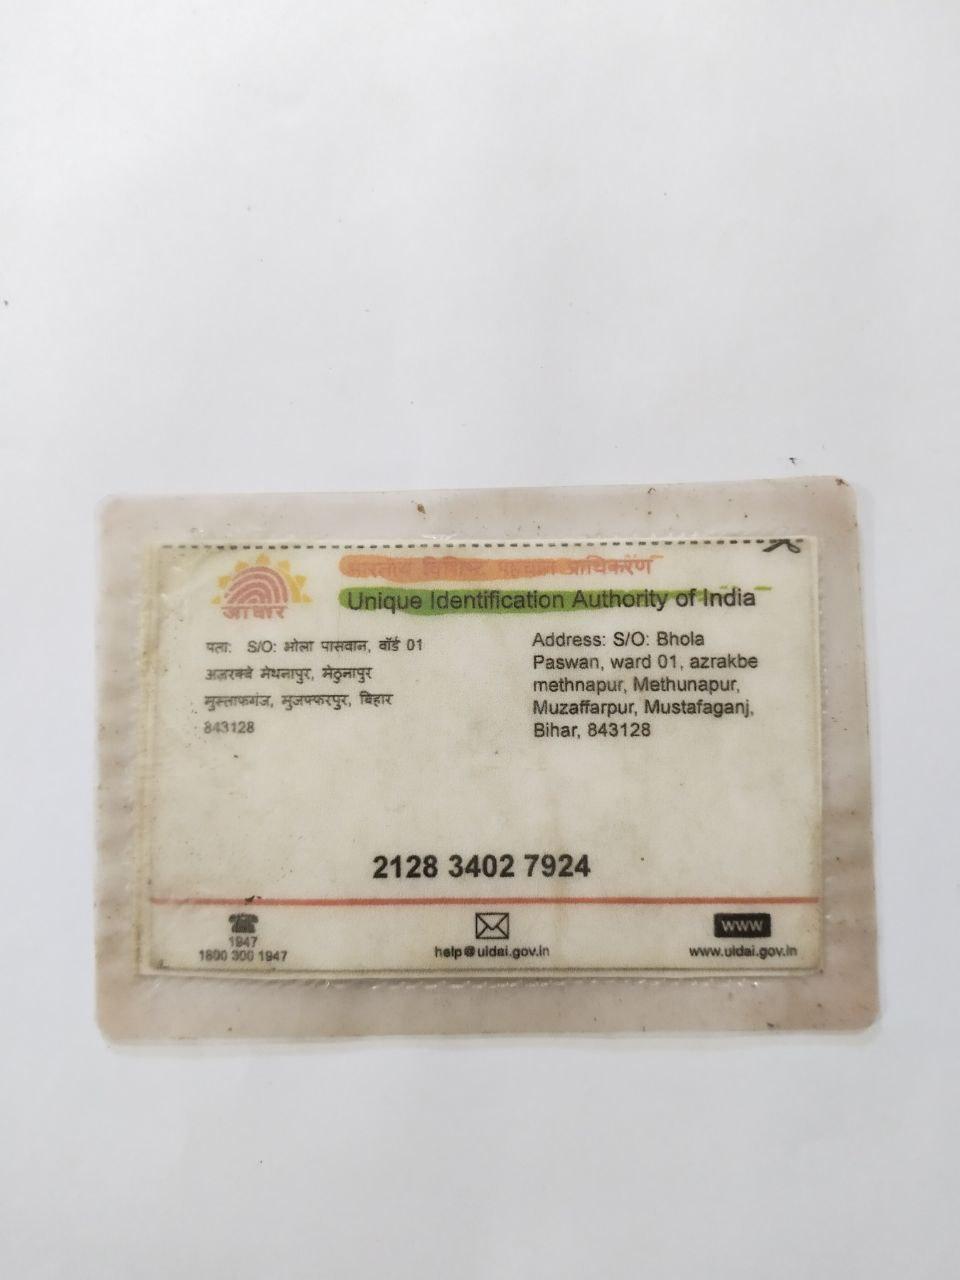 भारतीय विशिष्ट पहचान प्राधिकरण
Unique Identification Authority of India
आधार
पता: S/O: भोला पासवान, वॉर्ड 01
अज़रक्बे मेथनापुर, मेठुनापुर
मुस्ताफगंज, मुजफ्फरपुर, बिहार
843128
Address: S/O: Bhola
Paswan, ward 01, azrakbe
methnapur, Methunapur,
Muzaffarpur, Mustafaganj,
Bihar, 843128
2128 3402 7924
1947
1800 300 1947
help@uidai.gov.in
www
www.uidai.gov.in